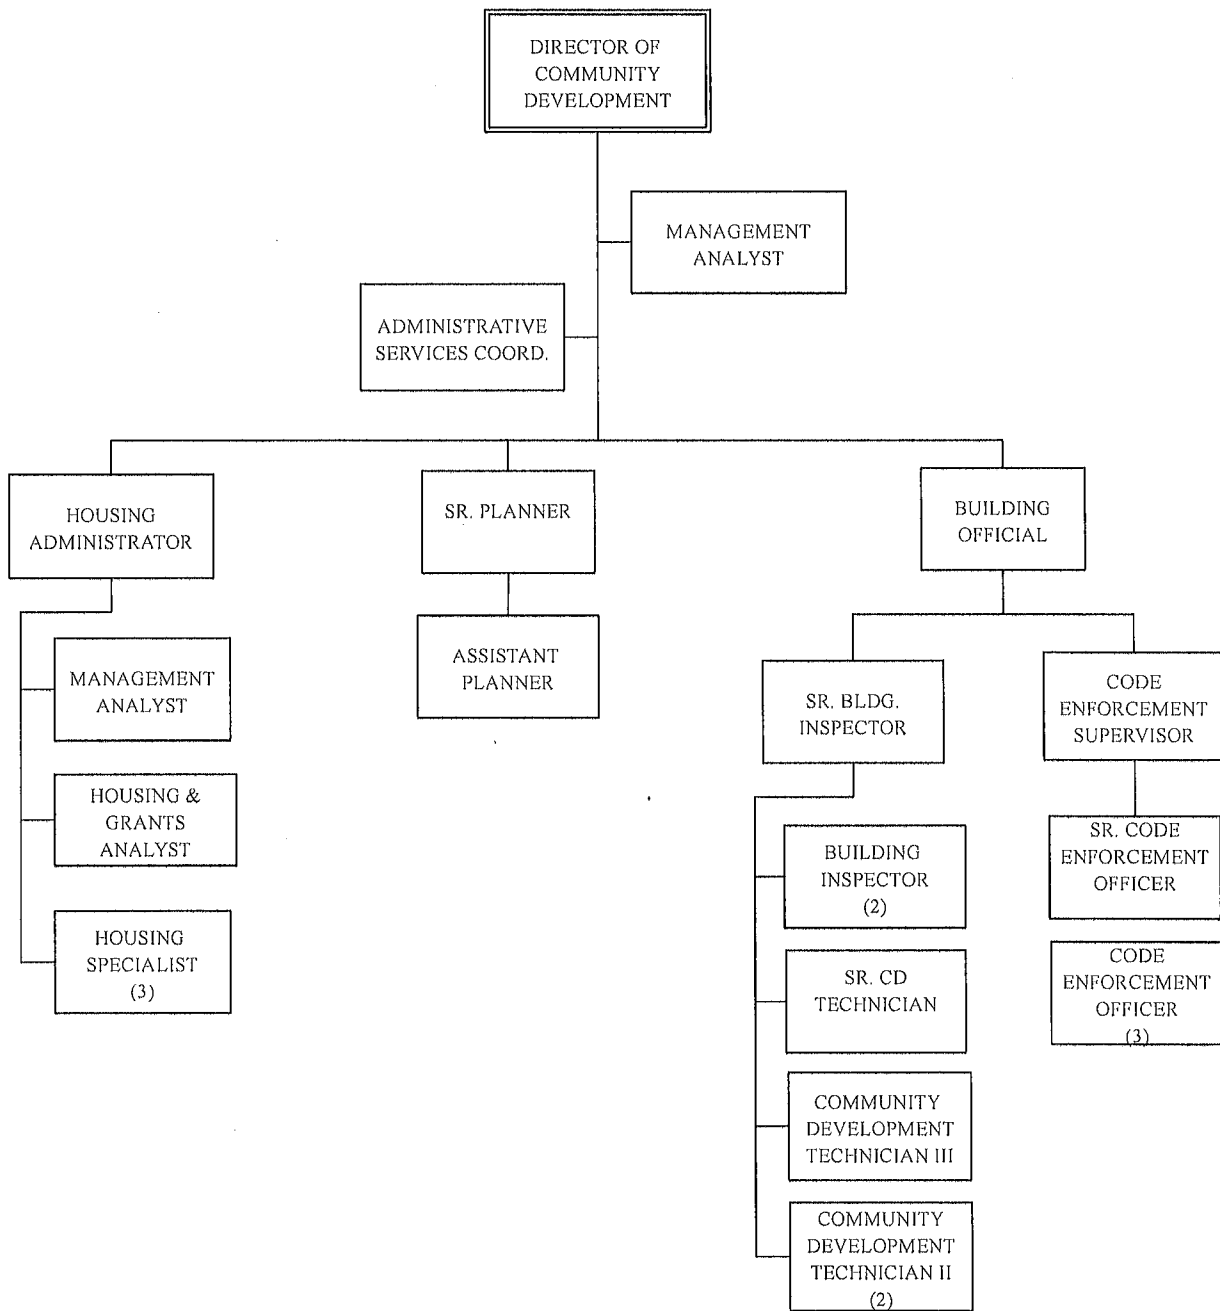 DIRECTOR OF
COMMUNITY
DEVELOPMENT
MANAGEMENT
ANALYST
ADMINISTRATIVE
SERVICES COORD.
HOUSING
ADMINISTRATOR
SR. PLANNER
BUILDING
OFFICIAL
MANAGEMENT
ANALYST
HOUSING &
GRANTS
ANALYST
HOUSING
SPECIALIST
(3)
ASSISTANT
PLANNER
SR. BLDG.
INSPECTOR
CODE
ENFORCEMENT
SUPERVISOR
BUILDING
INSPECTOR
(2)
SR. CD
TECHNICIAN
COMMUNITY
DEVELOPMENT
TECHNICIAN III
COMMUNITY
DEVELOPMENT
TECHNICIAN II
(2)
SR. CODE
ENFORCEMENT
OFFICER
CODE
ENFORCEMENT
OFFICER
(3)